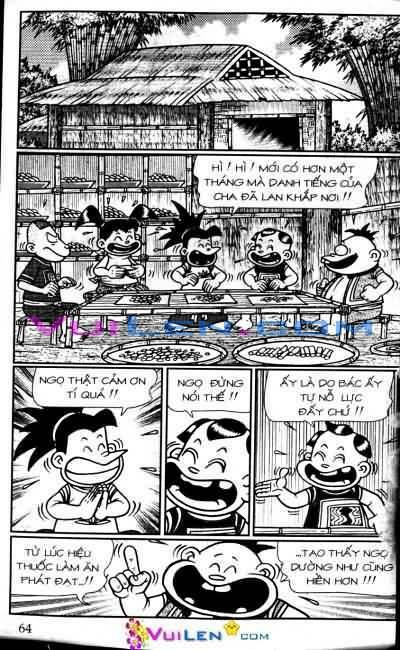 HÌ ! HÌ ! MỚI CÓ HƠN MỘT
THÁNG MÀ DANH TIẾNG CỦA
CHA ĐÃ LAN KHẮP NƠI !!
VUILEN.COM
NGỌ THẬT CẢM ƠN
TÍ QUÁ !!
NGỌ ĐỪNG
NÓI THẾ !!
ẤY LÀ DO BÁC ẤY
TỰ NỖ LỰC
ĐẤY CHỨ !!
TỪ LÚC HIỆU
THUỐC LÀM ĂN
PHÁT ĐẠT..!!
...TAO THẤY NGỌ
DƯỜNG NHƯ CŨNG
HIỀN HƠN !!!
64
VUILEN.COM